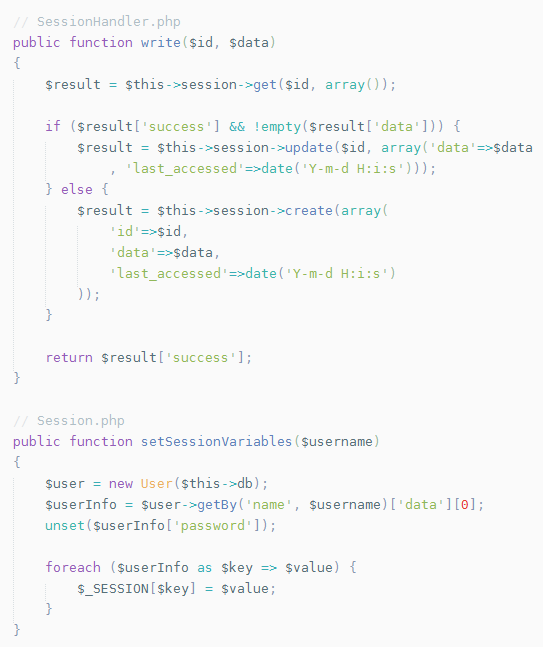 // SessionHandler.php
public function write($id, $data)
{
    $result = $this->session->get($id, array());

    if ($result['success'] && !empty($result['data'])) {
        $result = $this->session->update($id, array('data'=>$data
            , 'last_accessed'=>date('Y-m-d H:i:s')));
    } else {
        $result = $this->session->create(array(
            'id'=>$id,
            'data'=>$data,
            'last_accessed'=>date('Y-m-d H:i:s')
        ));
    }

    return $result['success'];
}

// Session.php
public function setSessionVariables($username)
{
    $user = new User($this->db);
    $userInfo = $user->getBy('name', $username)['data'][0];
    unset($userInfo['password']);

    foreach ($userInfo as $key => $value) {
        $_SESSION[$key] = $value;
    }
}